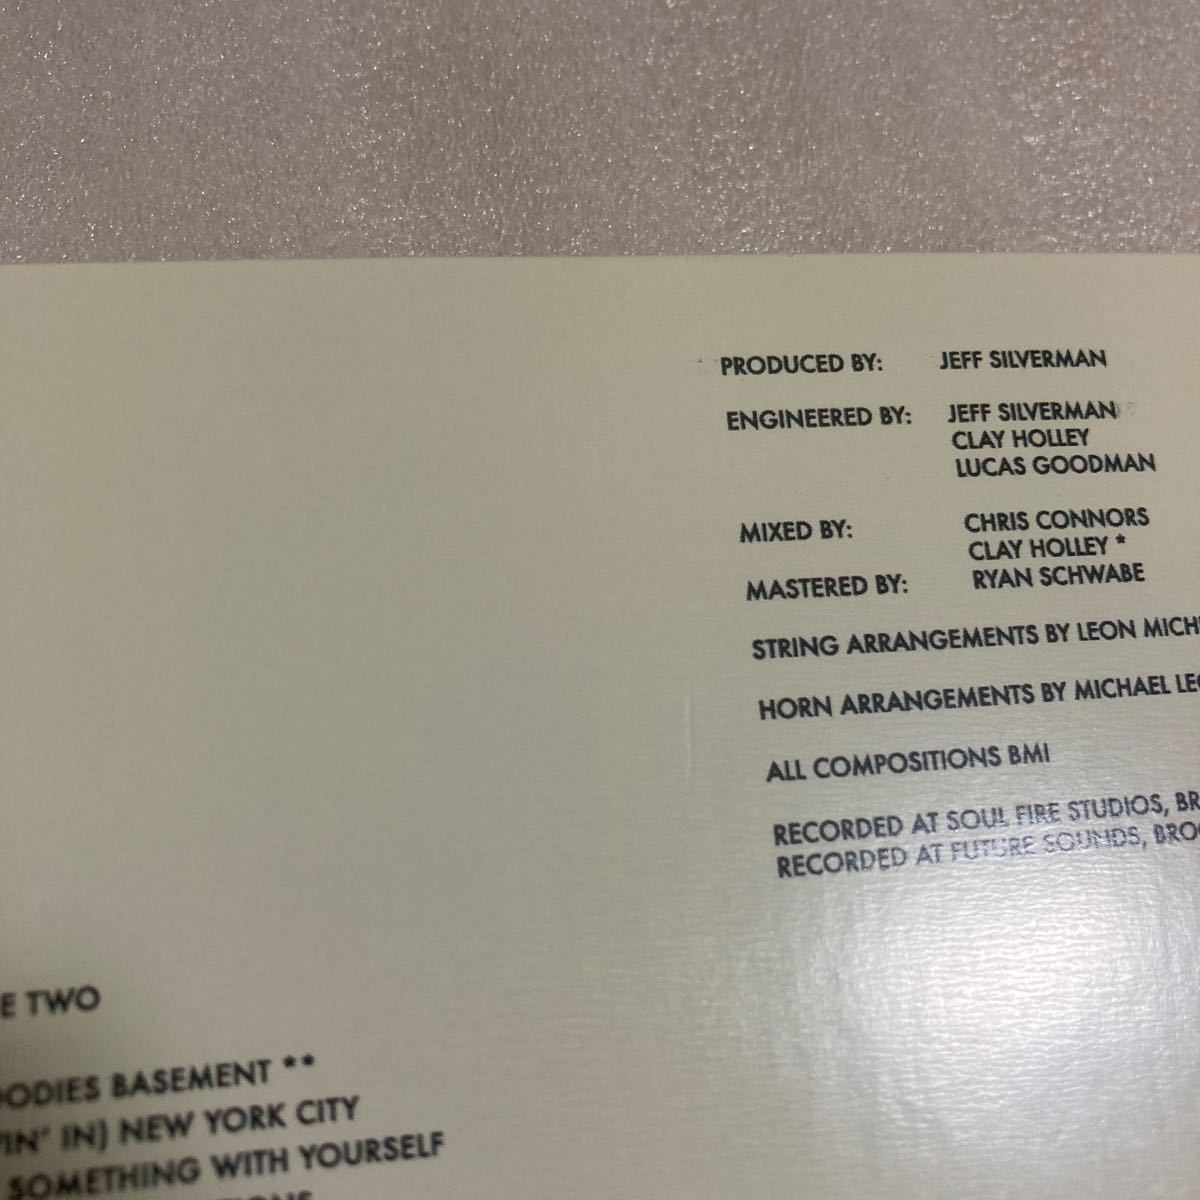 PRODUCED BY: JEFF SILVERMAN
ENGINEERED BY: JEFF SILVERMAN
CLAY HOLLEY
LUCAS GOODMAN
MIXED BY: CHRIS CONNORS
CLAY HOLLEY *
MASTERED BY: RYAN SCHWABE
STRING ARRANGEMENTS BY LEON MICH
HORN ARRANGEMENTS BY MICHAEL LE
ALL COMPOSITIONS BMI
RECORDED AT SOUL FIRE STUDIOS, BR
RECORDED AT FUTURE SOUNDS, BRO
E TWO
OODIES BASEMENT **
IN' IN) NEW YORK CITY
SOMETHING WITH YOURSELF